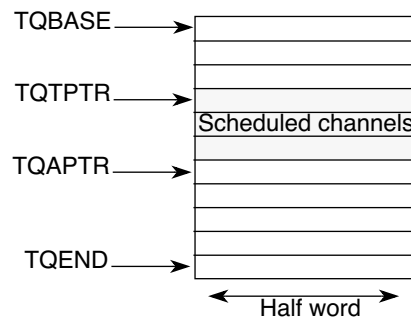 TQBASE
TQTPTR
Scheduled channels
TQAPTR
TQEND
Half word